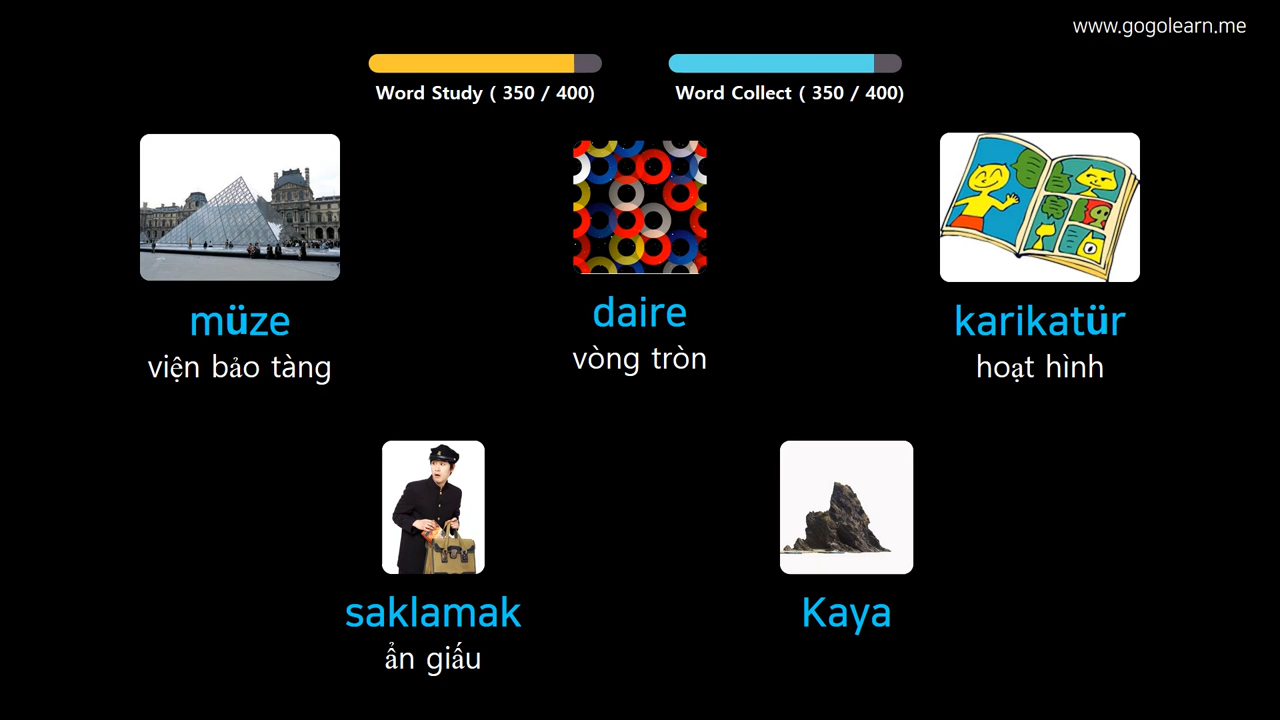 www.gogolearn.me
Word Study ( 350 / 400)
Word Collect ( 350 / 400)
müze
viện bảo tàng
daire
vòng tròn
karikatür
hoạt hình
saklamak
ẩn giấu
Kaya